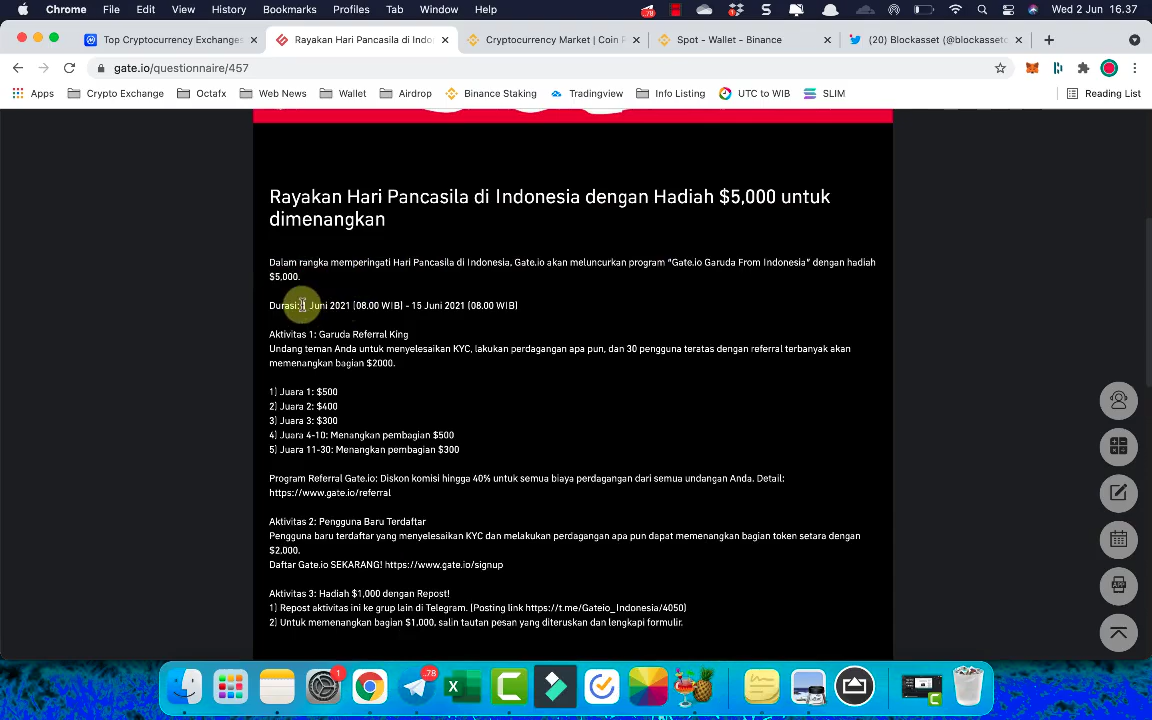 Chrome File Edit View History Bookmarks Profiles Tab Window Help Wed 2 Jun 16.37
Top Cryptocurrency Exchanges Rayakan Hari Pancasila di Indo Cryptocurrency Market | Coin P Spot - Wallet - Binance (20) Blockasset (@blockasset
gate.io/questionnaire/457
Apps Crypto Exchange Octafx Web News Wallet Airdrop Binance Staking Tradingview Info Listing UTC to WIB SLIM Reading List
Rayakan Hari Pancasila di Indonesia dengan Hadiah $5,000 untuk
dimenangkan
Dalam rangka memperingati Hari Pancasila di Indonesia, Gate.io akan meluncurkan program “Gate.io Garuda From Indonesia” dengan hadiah
$5,000.
Durasi: 1 Juni 2021 (08.00 WIB) - 15 Juni 2021 (08.00 WIB)
Aktivitas 1: Garuda Referral King
Undang teman Anda untuk menyelesaikan KYC, lakukan perdagangan apa pun, dan 30 pengguna teratas dengan referral terbanyak akan
memenangkan bagian $2000.
1) Juara 1: $500
2) Juara 2: $400
3) Juara 3: $300
4) Juara 4-10: Menangkan pembagian $500
5) Juara 11-30: Menangkan pembagian $300
Program Referral Gate.io: Diskon komisi hingga 40% untuk semua biaya perdagangan dari semua undangan Anda. Detail:
https://www.gate.io/referral
Aktivitas 2: Pengguna Baru Terdaftar
Pengguna baru terdaftar yang menyelesaikan KYC dan melakukan perdagangan apa pun dapat memenangkan bagian token setara dengan
$2,000.
Daftar Gate.io SEKARANG! https://www.gate.io/signup
Aktivitas 3: Hadiah $1,000 dengan Repost!
1) Repost aktivitas ini ke grup lain di Telegram. (Posting link https://t.me/Gateio_Indonesia/4050)
2) Untuk memenangkan bagian $1,000, salin tautan pesan yang diteruskan dan lengkapi formulir.